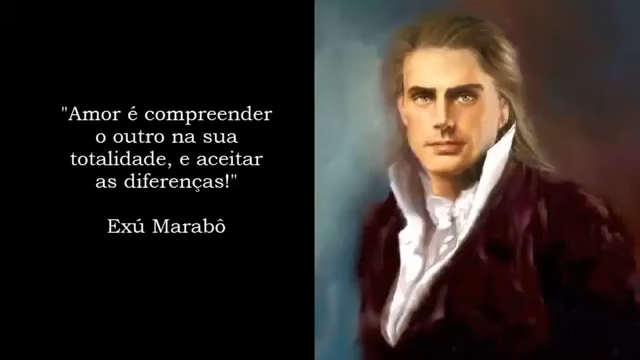 "Amor é compreender
o outro na sua
totalidade, e aceitar
as diferenças!"
Exú Marabô